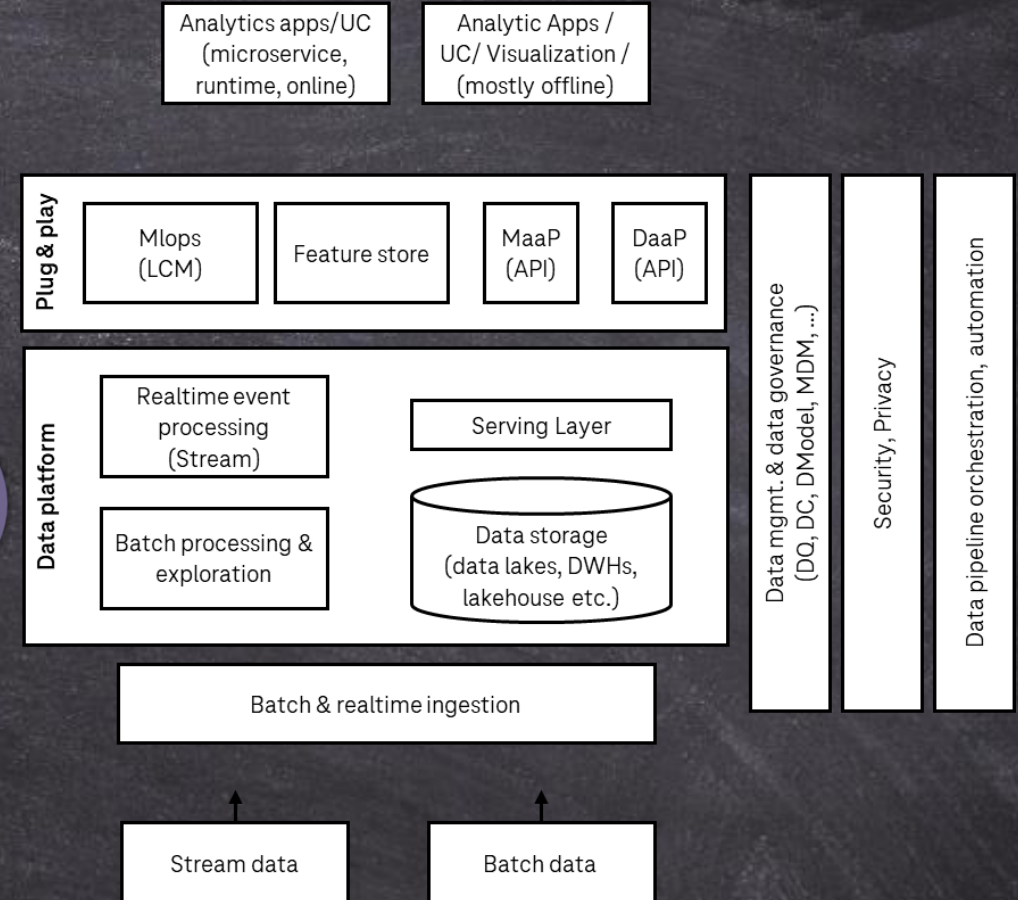 Analytics apps/UC
(microservice,
runtime, online)
Analytic Apps /
UC/ Visualization /
(mostly offline)
Plug & play
Mlops
(LCM)
Feature store
MaaP
(API)
DaaP
(API)
Data platform
Realtime event
processing
(Stream)
Batch processing &
exploration
Serving Layer
Data storage
(data lakes, DWHs,
lakehouse etc.)
Data mgmt. & data governance
(DQ, DC, DModel, MDM, ...)
Security, Privacy
Data pipeline orchestration, automation
Batch & realtime ingestion
Stream data
Batch data